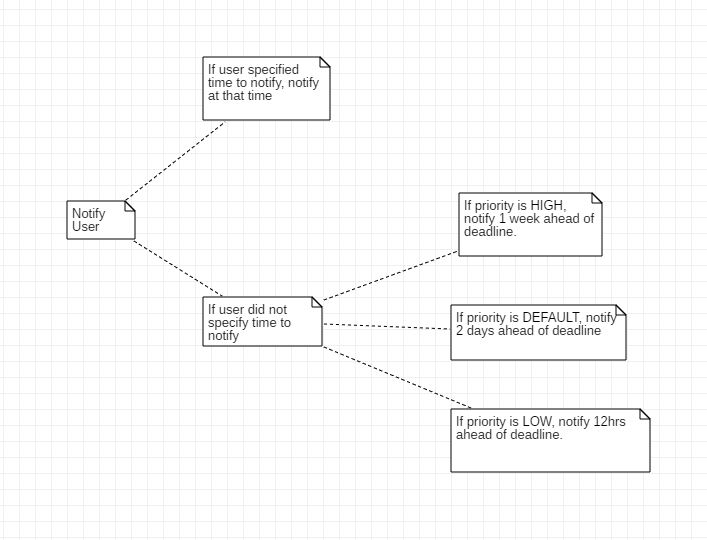 If user specified
time to notify, notify
at that time
Notify
User
If user did not
specify time to
notify
If priority is HIGH,
notify 1 week ahead of
deadline.
If priority is DEFAULT, notify
2 days ahead of deadline
If priority is LOW, notify 12hrs
ahead of deadline.